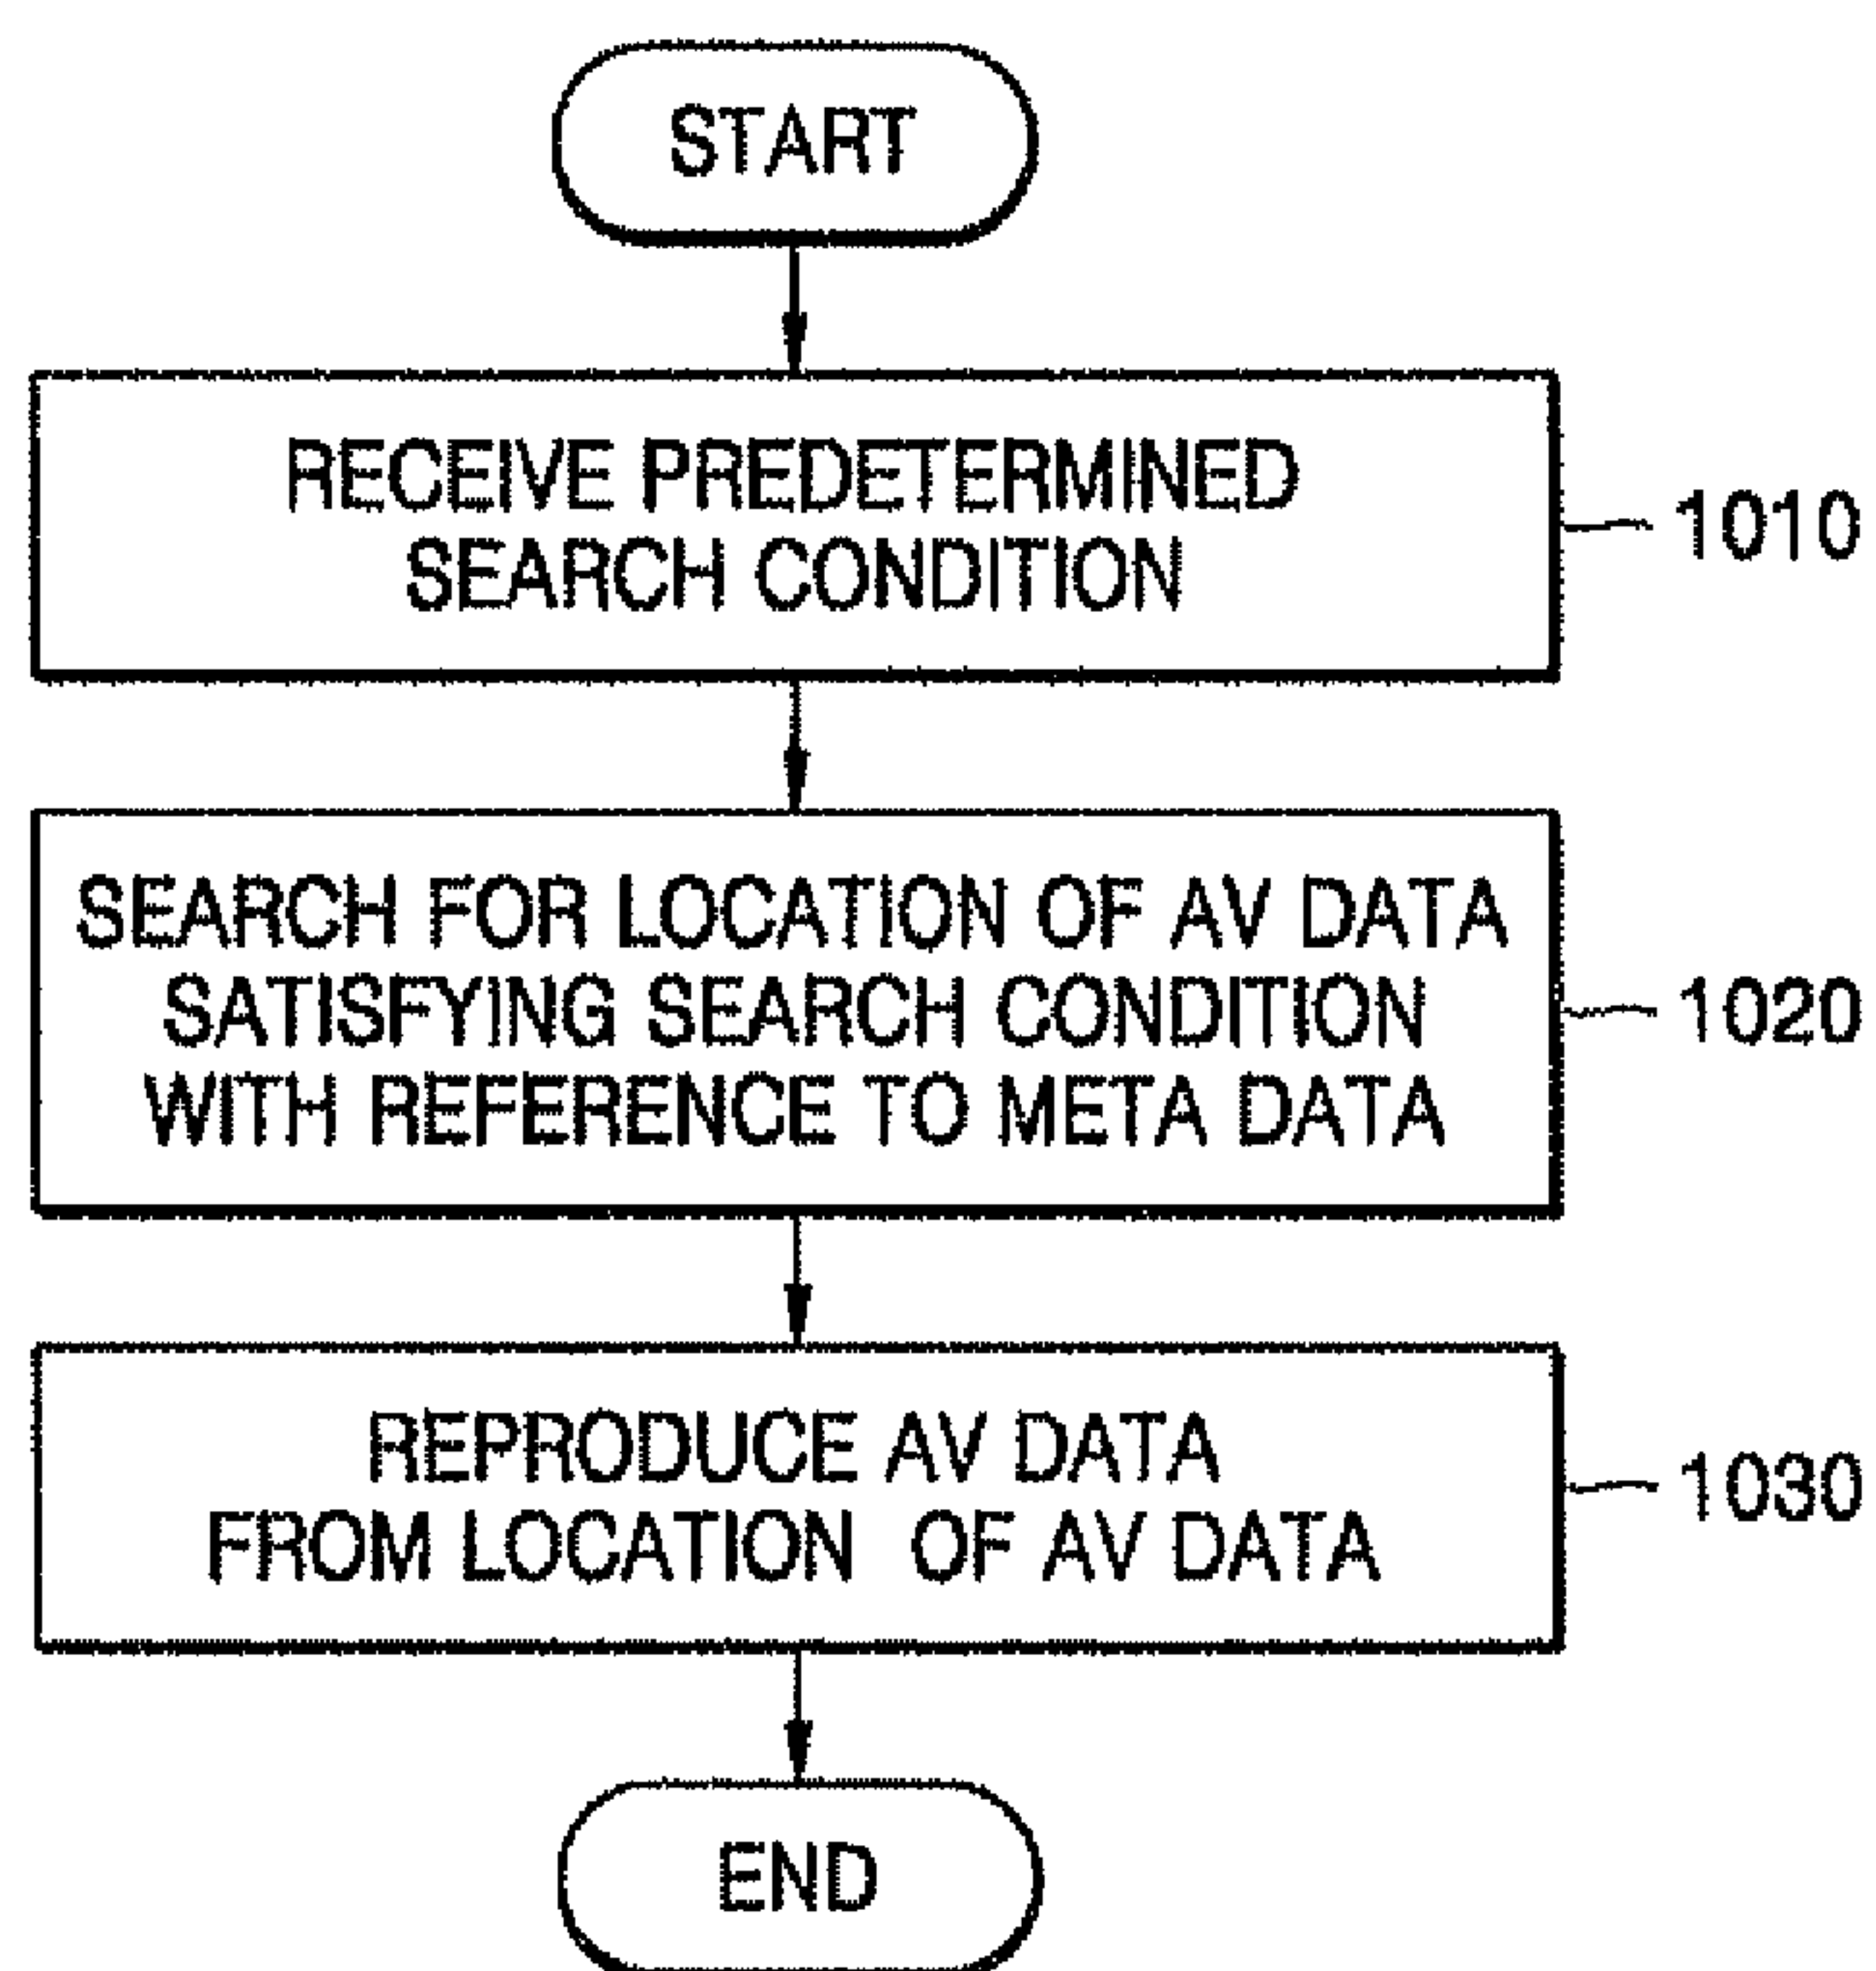 START
RECEIVE PREDETERMINED
SEARCH CONDITION
1010
SEARCH FOR LOCATION OF AV DATA
SATISFYING SEARCH CONDITION
WITH REFERENCE TO META DATA
1020
REPRODUCE AV DATA
FROM LOCATION OF AV DATA
1030
END